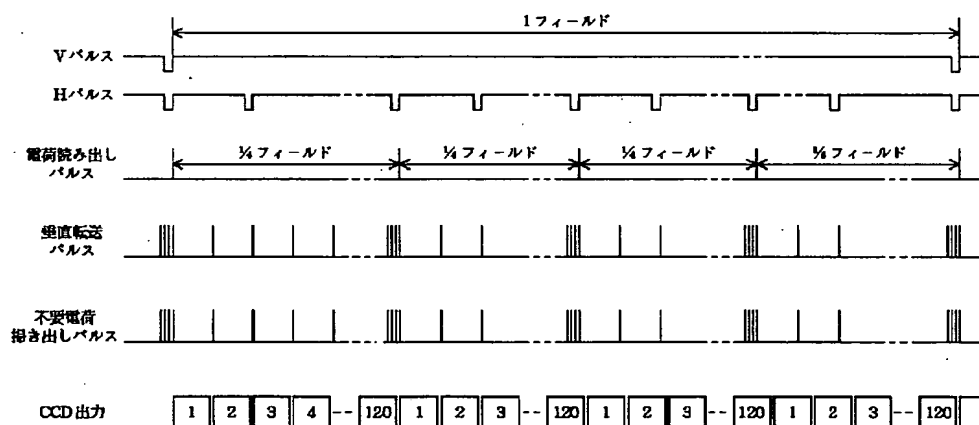 1フィールド
Vパルス
Hパルス
電荷読み出し
パルス
¼フィールド ¼フィールド ¼フィールド ⅛フィールド
垂直転送
パルス
不要電荷
掃き出しパルス
CCD出力
1 2 3 4 -- 120 1 2 3 -- 120 1 2 3 -- 120 1 2 3 -- 120